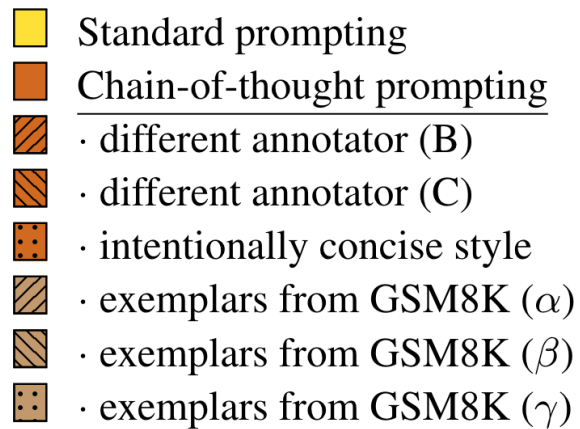 Standard prompting
Chain-of-thought prompting
· different annotator (B)
· different annotator (C)
· intentionally concise style
· exemplars from GSM8K (α)
· exemplars from GSM8K (β)
· exemplars from GSM8K (γ)